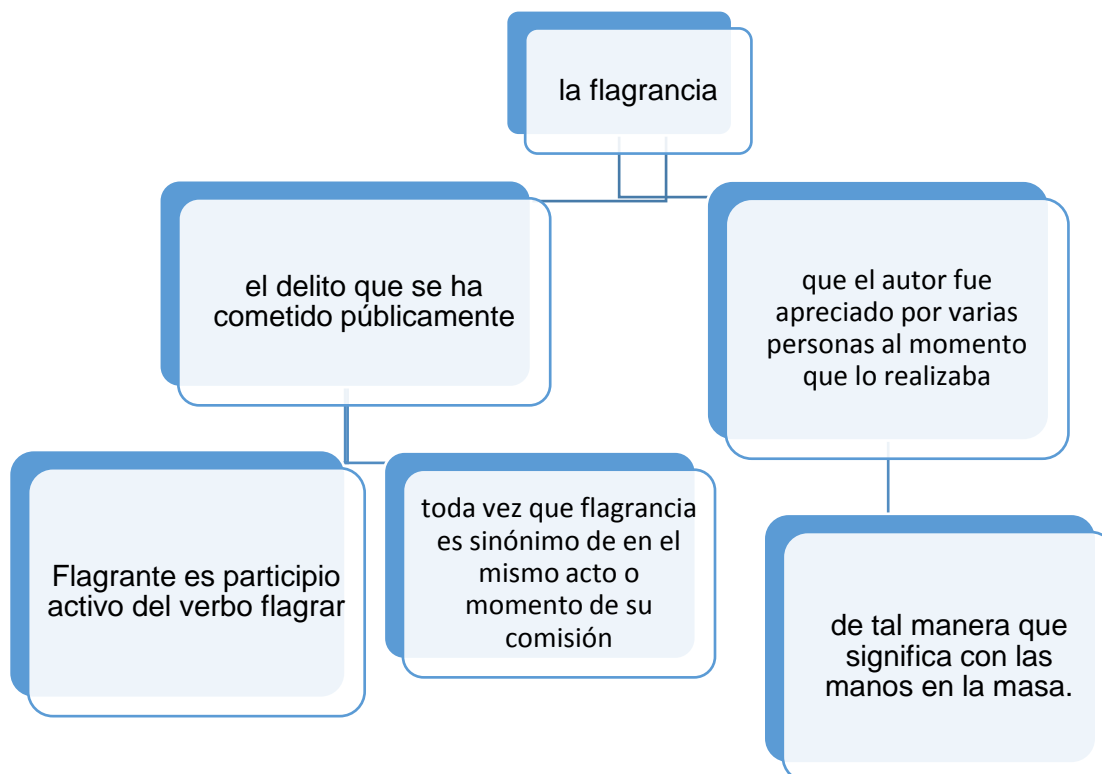 la flagrancia
el delito que se ha
cometido públicamente
que el autor fue
apreciado por varias
personas al momento
que lo realizaba
Flagrante es participio
activo del verbo flagrar
toda vez que flagrancia
es sinónimo de en el
mismo acto o
momento de su
comisión
de tal manera que
significa con las
manos en la masa.